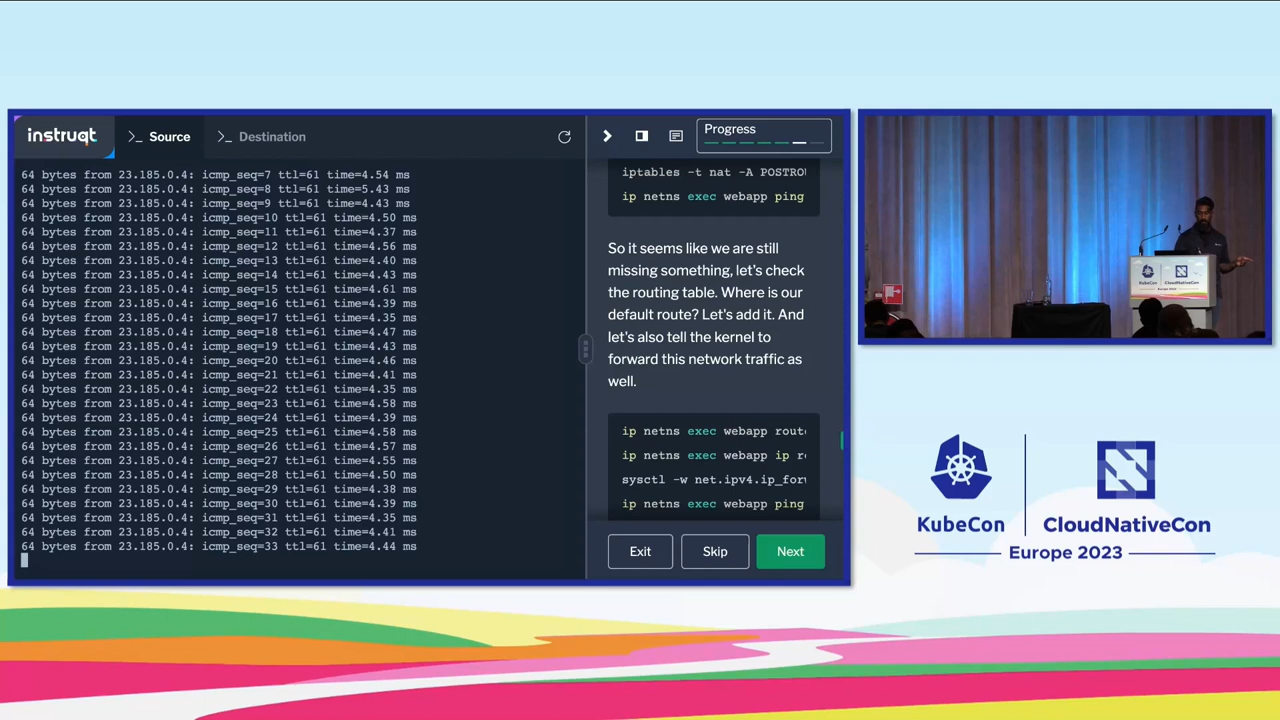 instruqt
>_ Source
>_ Destination
Progress
64 bytes from 23.185.0.4: icmp_seq=7 ttl=61 time=4.54 ms
64 bytes from 23.185.0.4: icmp_seq=8 ttl=61 time=5.43 ms
64 bytes from 23.185.0.4: icmp_seq=9 ttl=61 time=4.43 ms
64 bytes from 23.185.0.4: icmp_seq=10 ttl=61 time=4.50 ms
64 bytes from 23.185.0.4: icmp_seq=11 ttl=61 time=4.37 ms
64 bytes from 23.185.0.4: icmp_seq=12 ttl=61 time=4.56 ms
64 bytes from 23.185.0.4: icmp_seq=13 ttl=61 time=4.40 ms
64 bytes from 23.185.0.4: icmp_seq=14 ttl=61 time=4.43 ms
64 bytes from 23.185.0.4: icmp_seq=15 ttl=61 time=4.61 ms
64 bytes from 23.185.0.4: icmp_seq=16 ttl=61 time=4.39 ms
64 bytes from 23.185.0.4: icmp_seq=17 ttl=61 time=4.35 ms
64 bytes from 23.185.0.4: icmp_seq=18 ttl=61 time=4.47 ms
64 bytes from 23.185.0.4: icmp_seq=19 ttl=61 time=4.43 ms
64 bytes from 23.185.0.4: icmp_seq=20 ttl=61 time=4.46 ms
64 bytes from 23.185.0.4: icmp_seq=21 ttl=61 time=4.41 ms
64 bytes from 23.185.0.4: icmp_seq=22 ttl=61 time=4.35 ms
64 bytes from 23.185.0.4: icmp_seq=23 ttl=61 time=4.58 ms
64 bytes from 23.185.0.4: icmp_seq=24 ttl=61 time=4.39 ms
64 bytes from 23.185.0.4: icmp_seq=25 ttl=61 time=4.58 ms
64 bytes from 23.185.0.4: icmp_seq=26 ttl=61 time=4.57 ms
64 bytes from 23.185.0.4: icmp_seq=27 ttl=61 time=4.55 ms
64 bytes from 23.185.0.4: icmp_seq=28 ttl=61 time=4.50 ms
64 bytes from 23.185.0.4: icmp_seq=29 ttl=61 time=4.38 ms
64 bytes from 23.185.0.4: icmp_seq=30 ttl=61 time=4.39 ms
64 bytes from 23.185.0.4: icmp_seq=31 ttl=61 time=4.35 ms
64 bytes from 23.185.0.4: icmp_seq=32 ttl=61 time=4.41 ms
64 bytes from 23.185.0.4: icmp_seq=33 ttl=61 time=4.44 ms
iptables -t nat -A POSTROU
ip netns exec webapp ping
So it seems like we are still
missing something, let's check
the routing table. Where is our
default route? Let's add it. And
let's also tell the kernel to
forward this network traffic as
well.
ip netns exec webapp route
ip netns exec webapp ip ro
sysctl -w net.ipv4.ip_forw
ip netns exec webapp ping
Exit
Skip
Next
KubeCon
CloudNativeCon
Europe 2023
KubeCon
CloudNativeCon
Europe 2023